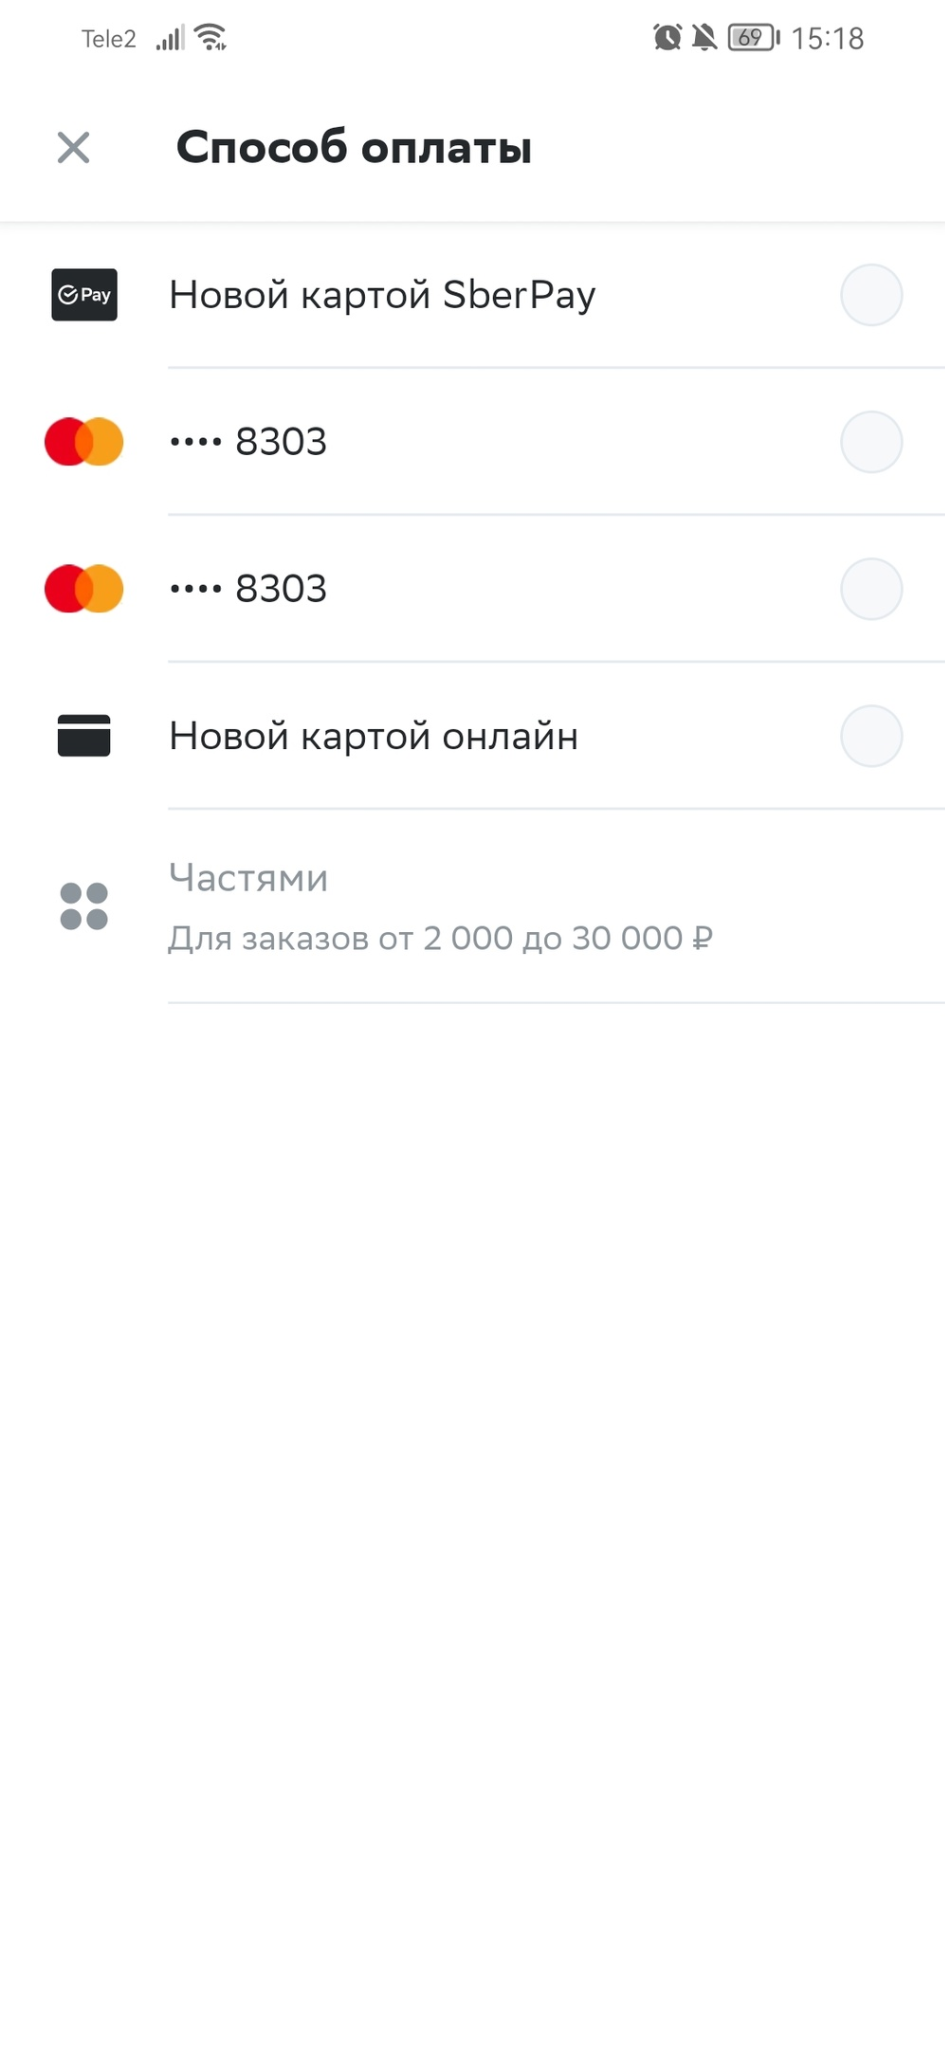 Tele2 69 15:18
Способ оплаты
Pay Новой картой SberPay
•••• 8303
•••• 8303
Новой картой онлайн
Частями
Для заказов от 2 000 до 30 000 ₽